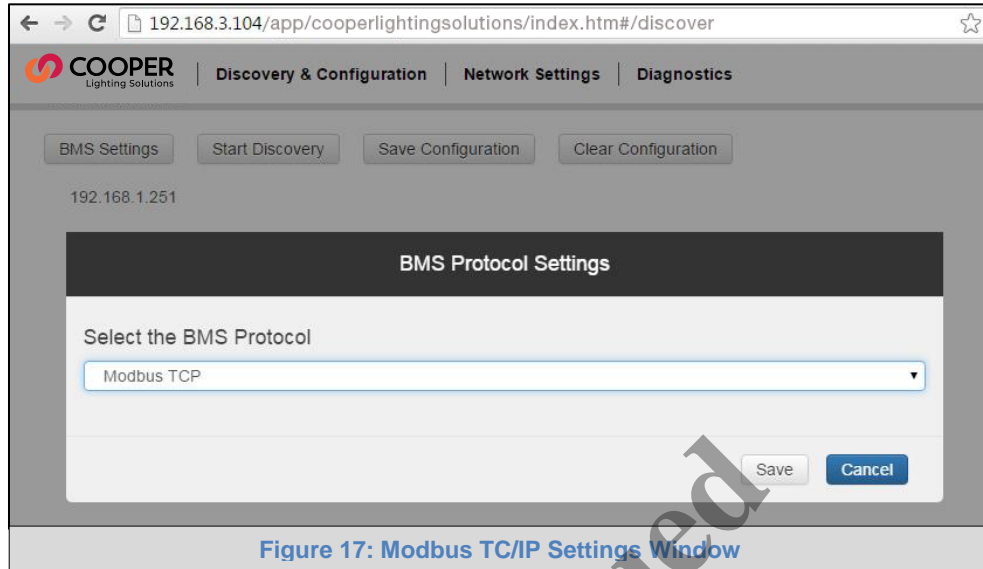 192.168.3.104/app/cooperlightingsolutions/index.htm#/discover
COOPER
Lighting Solutions
Discovery & Configuration
Network Settings
Diagnostics
BMS Settings
Start Discovery
Save Configuration
Clear Configuration
192.168.1.251
BMS Protocol Settings
Select the BMS Protocol
Modbus TCP
Save
Cancel
Figure 17: Modbus TC/IP Settings Window